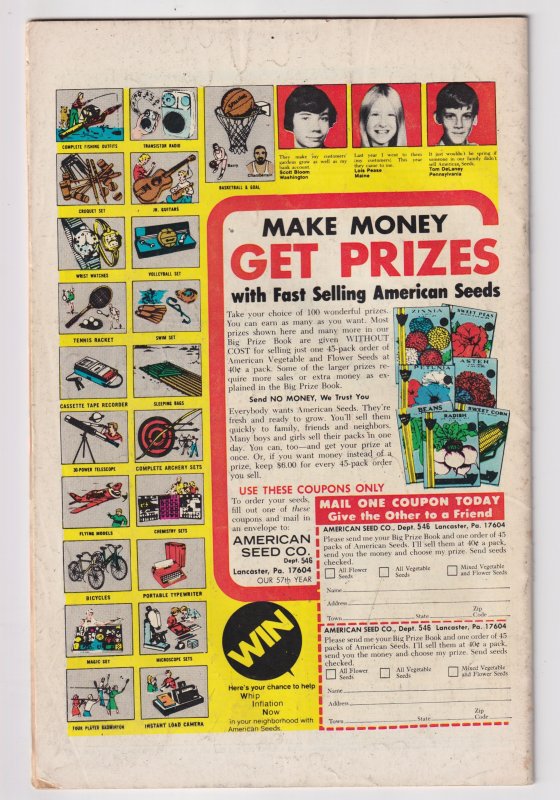 COMPLETE FISHING OUTFITS
TRANSISTOR RADIO
CROQUET SET
JR. GUITARS
WRIST WATCHES
VOLLEYBALL SET
TENNIS RACKET
SWIM SET
CASSETTE TAPE RECORDER
SLEEPING BAGS
30-POWER TELESCOPE
COMPLETE ARCHERY SETS
FLYING MODELS
CHEMISTRY SETS
BICYCLES
PORTABLE TYPEWRITER
MAGIC SET
MICROSCOPE SETS
FOUR PLAYER BADMINTON
INSTANT LOAD CAMERA
SPALDING
Barry
BASKETBALL & GOAL
They make my customers'
gardens grow as well as my
bank account.
Scott Bloom
Washington
Last year I went to them
my customers. This year
they came to me.
Lois Pease
Maine
It just wouldn't be spring if
someone in our family didn't
sell American, Seeds.
Tom DeLaney
Pennsylvania
MAKE MONEY
GET PRIZES
with Fast Selling American Seeds
Take your choice of 100 wonderful prizes.
You can earn as many as you want. Most
prizes shown here and many more in our
Big Prize Book are given WITHOUT
COST for selling just one 45-pack order of
American Vegetable and Flower Seeds at
40¢ a pack. Some of the larger prizes re-
quire more sales or extra money as ex-
plained in the Big Prize Book.
Send NO MONEY, We Trust You
Everybody wants American Seeds. They're
fresh and ready to grow. You'll sell them
quickly to family, friends and neighbors.
Many boys and girls sell their packs in one
day. You can, too—and get your prize at
once. Or, if you want money instead of a
prize, keep $6.00 for every 45-pack order
you sell.
ZINNIA
SWEET PEAS
PETUNIA
ASTER
BEANS
SWEET CORN
RADISH
USE THESE COUPONS ONLY
To order your seeds,
fill out one of these
coupons and mail in
an envelope to:
AMERICAN
SEED CO.
Dept. 546
Lancaster, Pa. 17604
OUR 57th YEAR
WIN
Here's your chance to help
Whip
Inflation
Now
in your neighborhood with
American Seeds.
MAIL ONE COUPON TODAY
Give the Other to a Friend
AMERICAN SEED CO., Dept. 546 Lancaster, Pa. 17604
Please send me your Big Prize Book and one order of 45
packs of American Seeds. I'll sell them at 40¢ a pack,
send you the money and choose my prize. Send seeds
checked.
All Flower Seeds
All Vegetable Seeds
Mixed Vegetable and Flower Seeds
Name
Address
Town State Zip Code
AMERICAN SEED CO., Dept. 546 Lancaster, Pa. 17604
Please send me your Big Prize Book and one order of 45
packs of American Seeds. I'll sell them at 40¢ a pack,
send you the money and choose my prize. Send seeds
checked.
All Flower Seeds
All Vegetable Seeds
Mixed Vegetable and Flower Seeds
Name
Address
Town State Zip Code